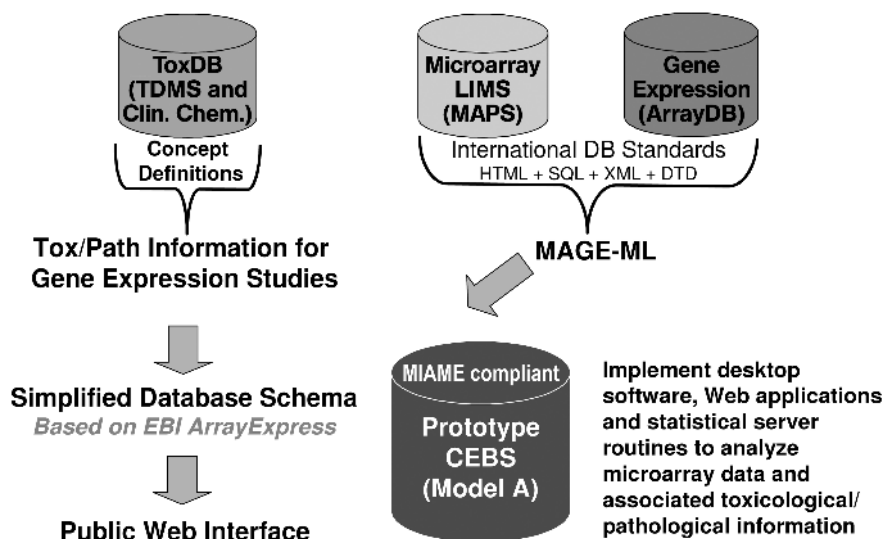 ToxDB
(TDMS and
Clin. Chem.)
Concept
Definitions
Tox/Path Information for
Gene Expression Studies
Simplified Database Schema
Based on EBI ArrayExpress
Public Web Interface
Microarray
LIMS
(MAPS)
Gene
Expression
(ArrayDB)
International DB Standards
HTML + SQL + XML + DTD
MAGE-ML
MIAME compliant
Prototype
CEBS
(Model A)
Implement desktop
software, Web applications
and statistical server
routines to analyze
microarray data and
associated toxicological/
pathological information